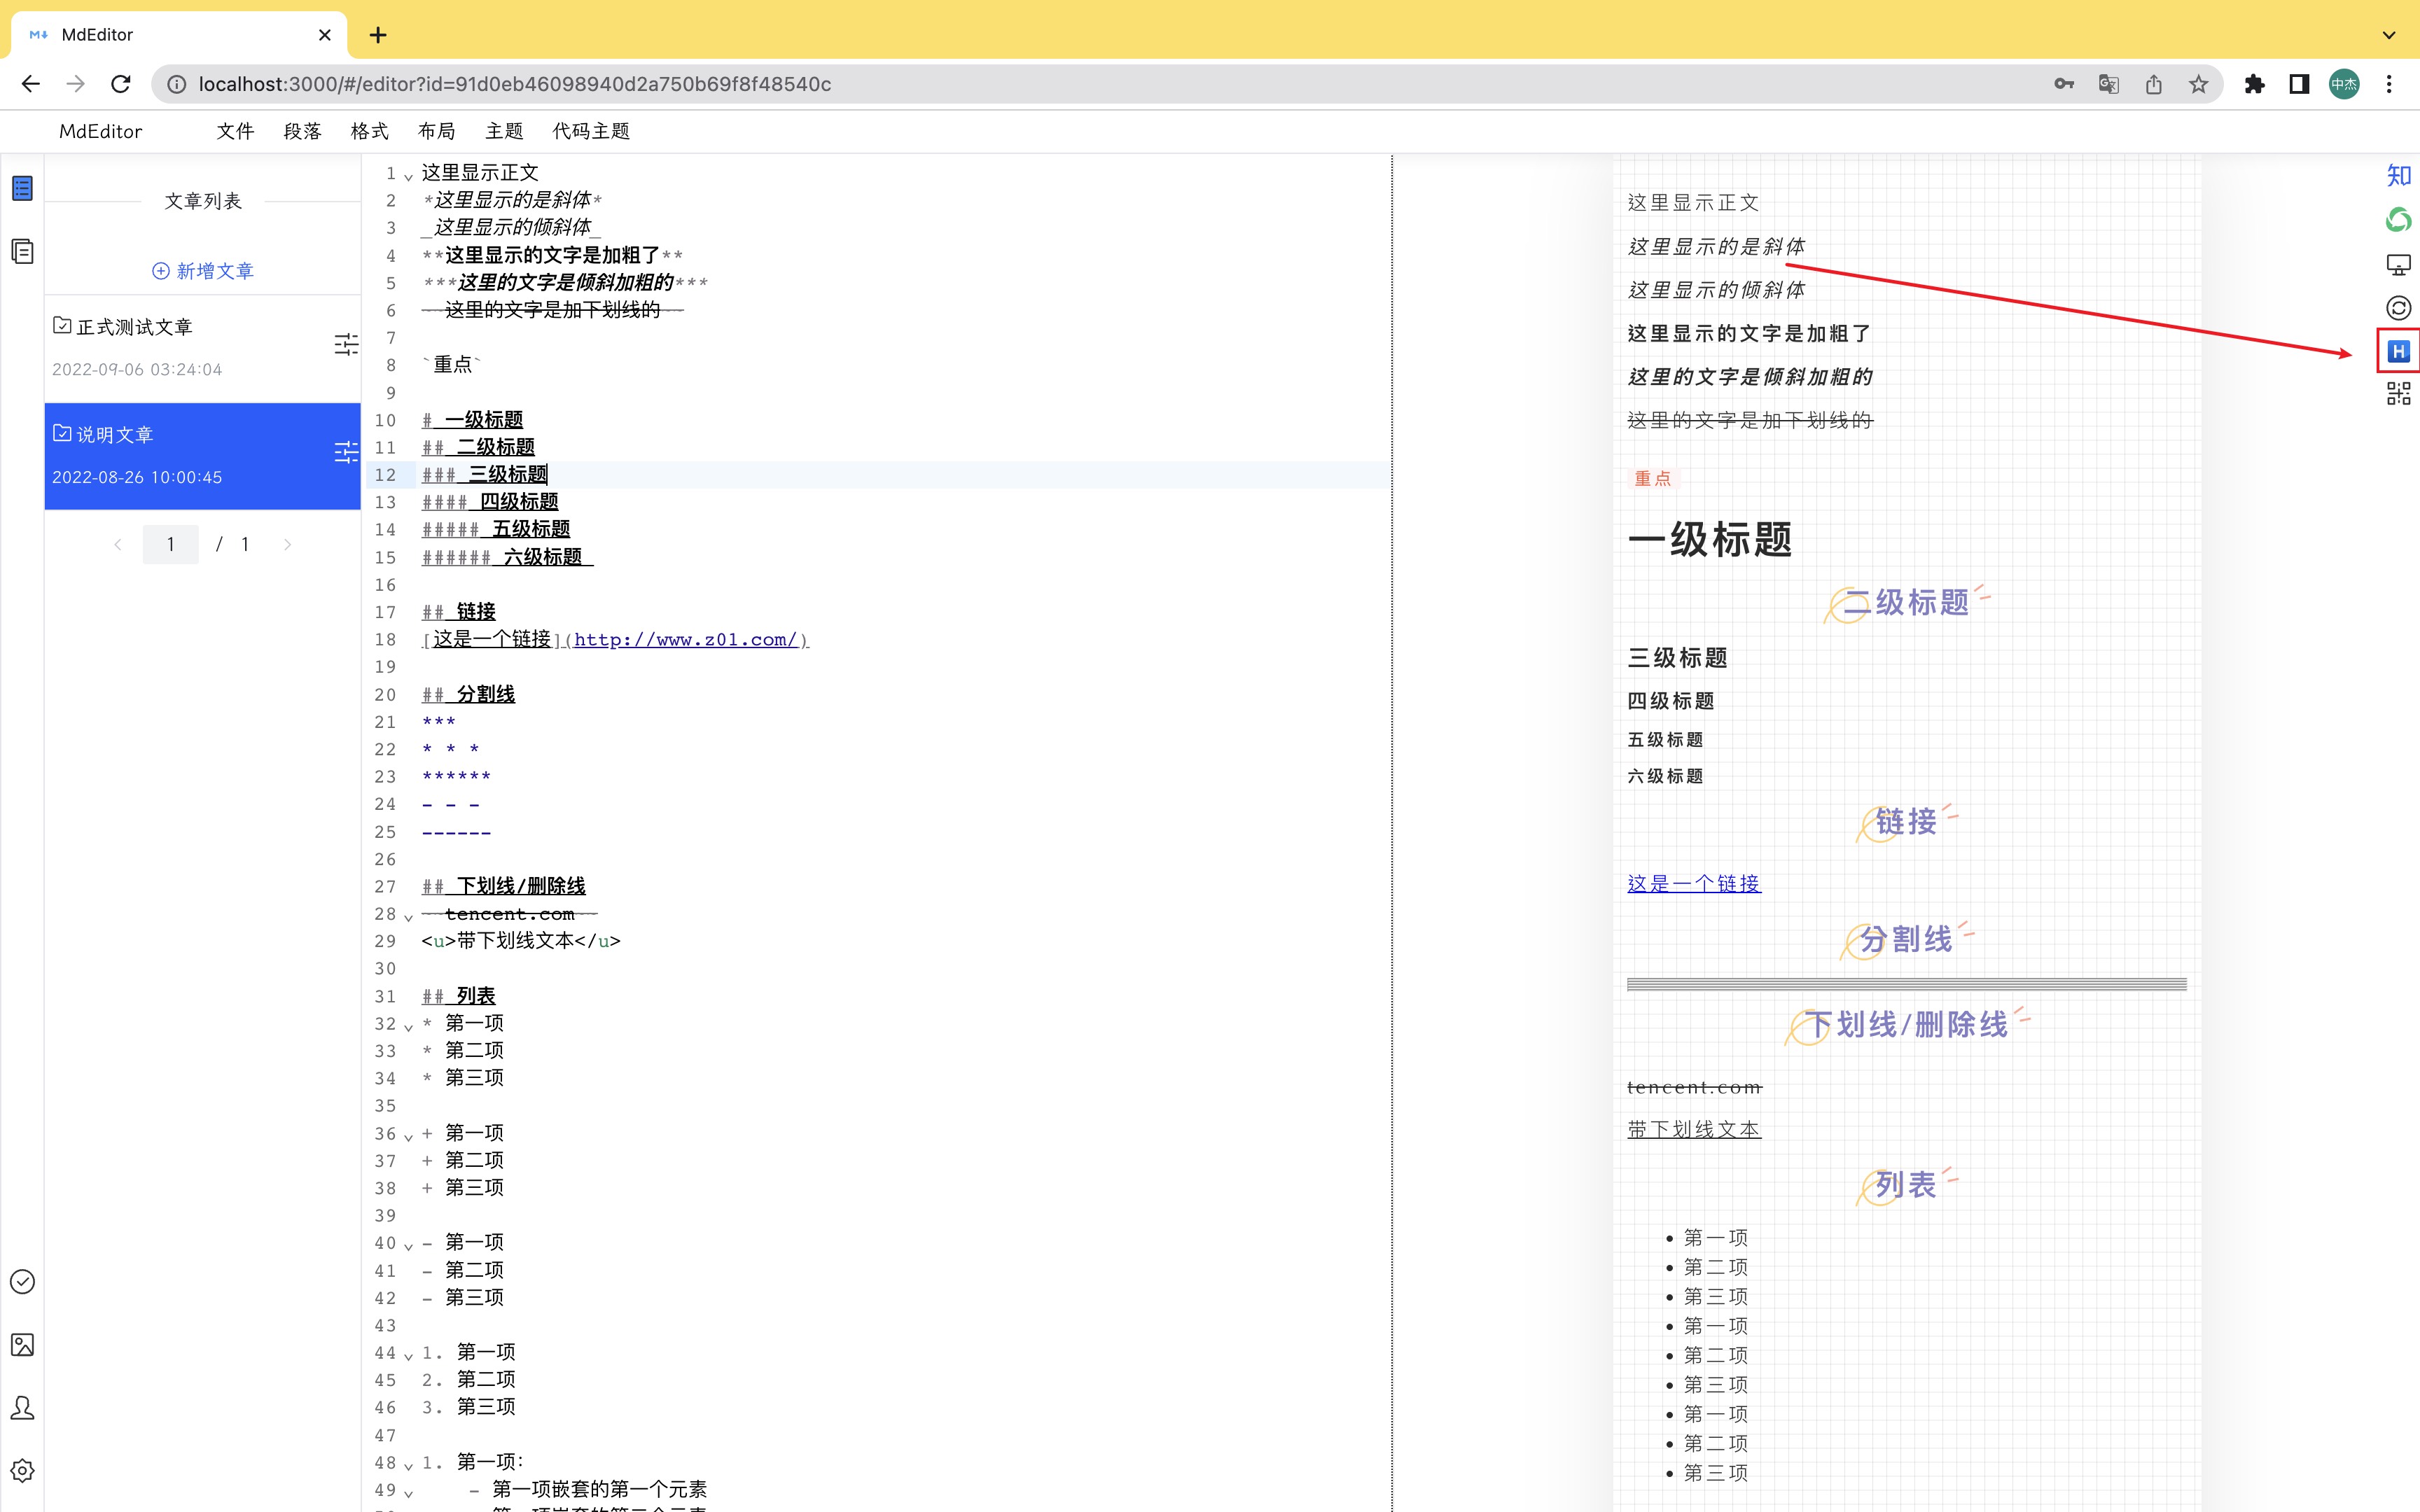 MdEditor
localhost:3000/#/editor?id=91d0eb46098940d2a750b69f8f48540c
中杰
MdEditor 文件 段落 格式 布局 主题 代码主题
文章列表
新增文章
正式测试文章
2022-09-06 03:24:04
说明文章
2022-08-26 10:00:45
1 / 1
1 这里显示正文
2 *这里显示的是斜体*
3 _这里显示的倾斜体_
4 **这里显示的文字是加粗了**
5 ***这里的文字是倾斜加粗的***
6 ~~这里的文字是加下划线的~~
7
8 `重点`
9
10 # 一级标题
11 ## 二级标题
12 ### 三级标题
13 #### 四级标题
14 ##### 五级标题
15 ###### 六级标题
16
17 ## 链接
18 [这是一个链接](http://www.z01.com/)
19
20 ## 分割线
21 ***
22 * * *
23 ******
24 - - -
25 ------
26
27 ## 下划线/删除线
28 ~~tencent.com~~
29 <u>带下划线文本</u>
30
31 ## 列表
32 * 第一项
33 * 第二项
34 * 第三项
35
36 + 第一项
37 + 第二项
38 + 第三项
39
40 - 第一项
41 - 第二项
42 - 第三项
43
44 1. 第一项
45 2. 第二项
46 3. 第三项
47
48 1. 第一项:
49 - 第一项嵌套的第一个元素
这里显示正文
这里显示的是斜体
这里显示的倾斜体
这里显示的文字是加粗了
这里的文字是倾斜加粗的
这里的文字是加下划线的
重点
一级标题
二级标题
三级标题
四级标题
五级标题
六级标题
链接
这是一个链接
分割线
下划线/删除线
tencent.com
带下划线文本
列表
• 第一项
• 第二项
• 第三项
• 第一项
• 第二项
• 第三项
• 第一项
• 第二项
• 第三项
知
H